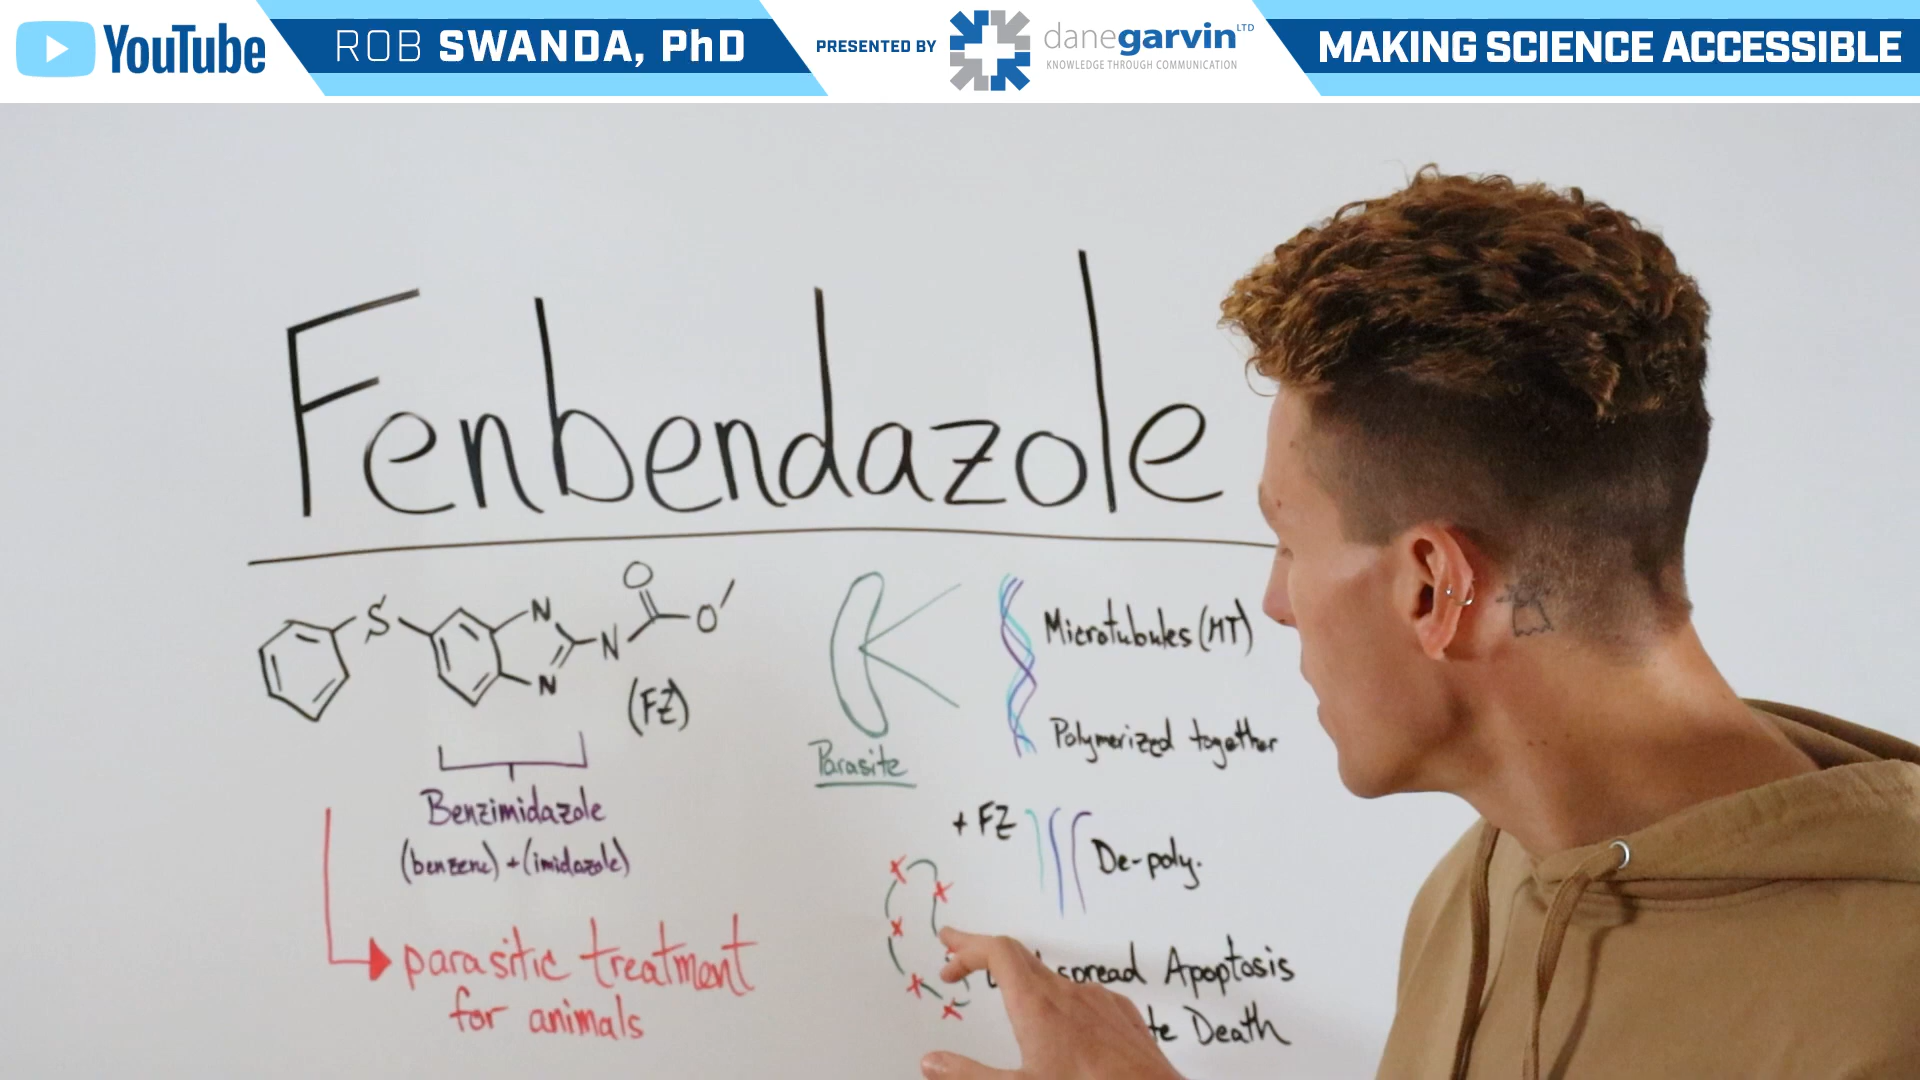 YouTube
ROB SWANDA, PhD
PRESENTED BY
danegarvin LTD
KNOWLEDGE THROUGH COMMUNICATION
MAKING SCIENCE ACCESSIBLE
Fenbendazole
S
N
N
N
O
O
(FZ)
Benzimidazole
(benzene) + (imidazole)
parasitic treatment
for animals
Parasite
Microtubules (MT)
Polymerized together
+ FZ
De-poly.
Apoptosis
Death